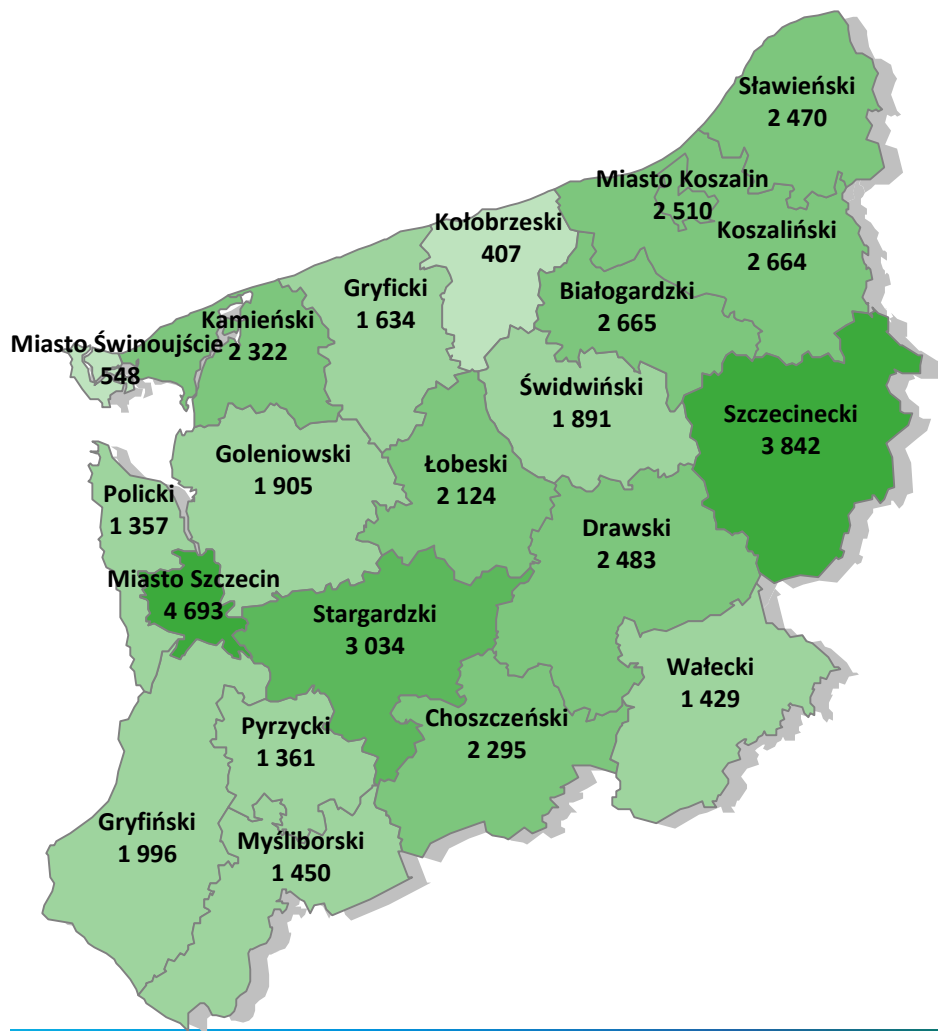 Sławieński
2 470
Miasto Koszalin
2 510
Kołobrzeski
407
Koszaliński
2 664
Gryficki
1 634
Białogardzki
2 665
Kamieński
2 322
Miasto Świnoujście
548
Świdwiński
1 891
Szczecinecki
3 842
Goleniowski
1 905
Łobeski
2 124
Policki
1 357
Drawski
2 483
Miasto Szczecin
4 693
Stargardzki
3 034
Wałecki
1 429
Choszczeński
2 295
Pyrzycki
1 361
Gryfiński
1 996
Myśliborski
1 450